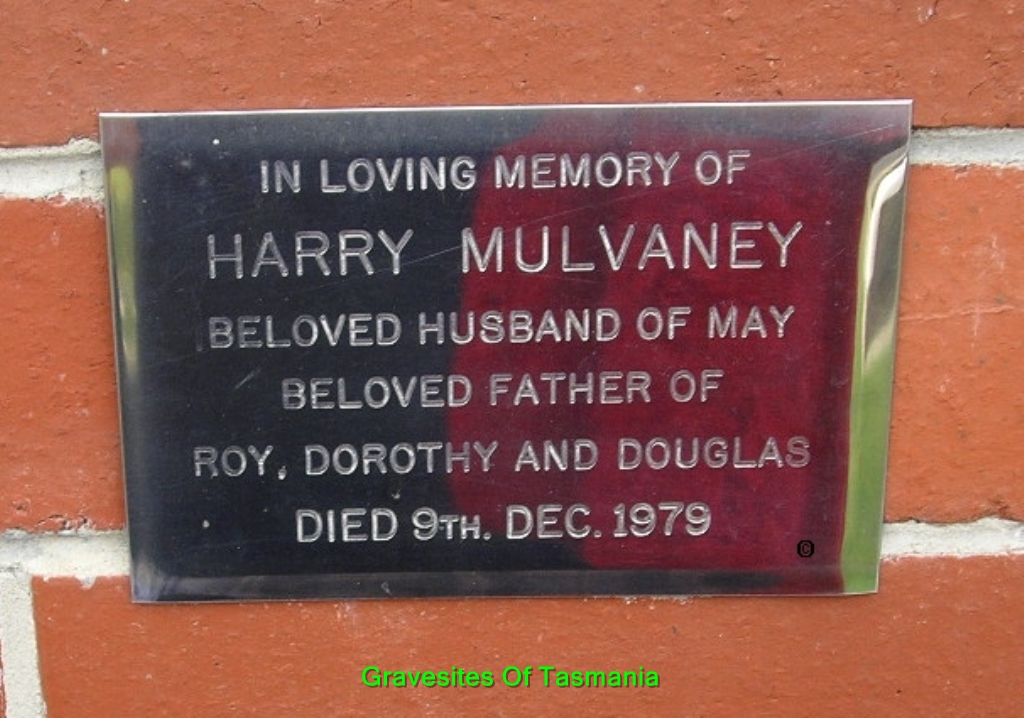 IN LOVING MEMORY OF
HARRY MULVANEY
BELOVED HUSBAND OF MAY
BELOVED FATHER OF
ROY, DOROTHY AND DOUGLAS
DIED 9TH. DEC. 1979
©
Gravesites Of Tasmania